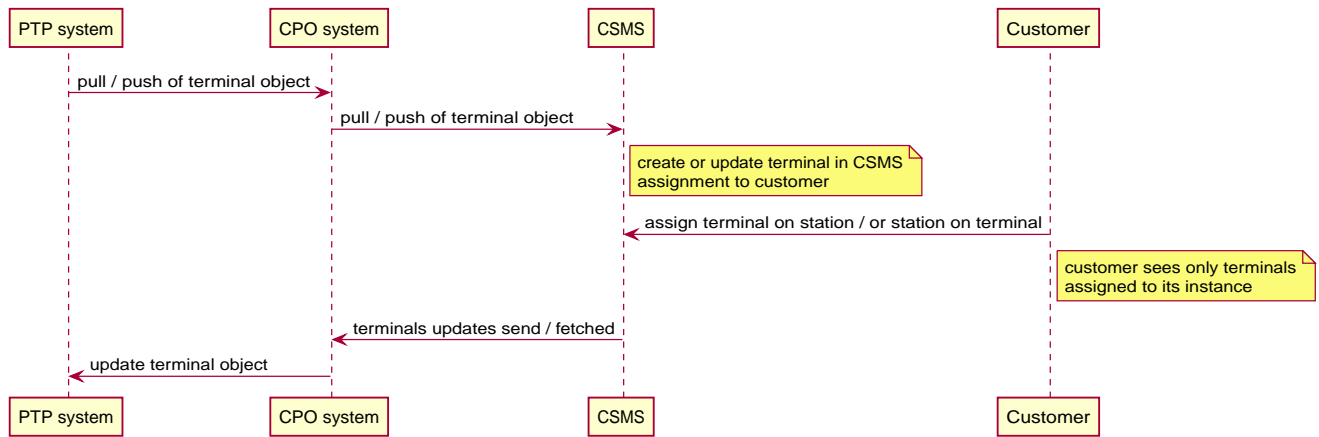 PTP system
CPO system
CSMS
Customer
pull / push of terminal object
pull / push of terminal object
create or update terminal in CSMS
assignment to customer
assign terminal on station / or station on terminal
customer sees only terminals
assigned to its instance
terminals updates send / fetched
update terminal object
PTP system
CPO system
CSMS
Customer